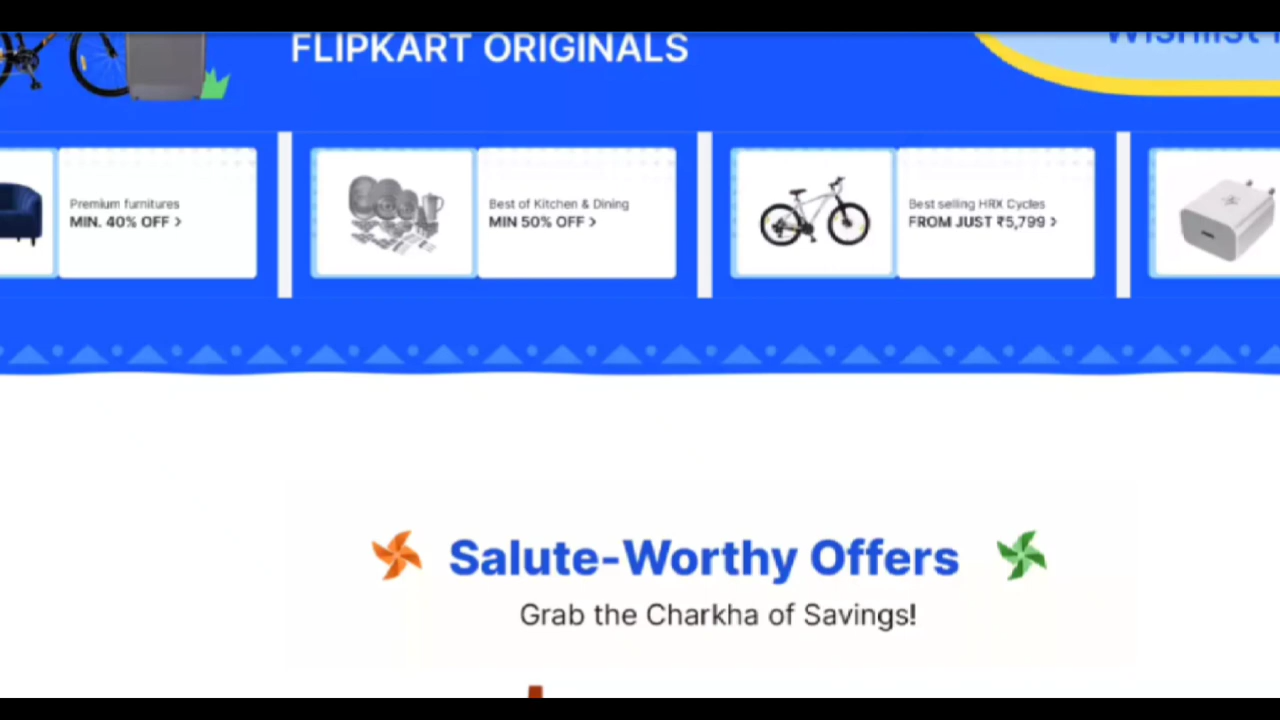 FLIPKART ORIGINALS
Premium furnitures
MIN. 40% OFF >
Best of Kitchen & Dining
MIN 50% OFF >
Best selling HRX Cycles
FROM JUST ₹5,799 >
Salute-Worthy Offers
Grab the Charkha of Savings!